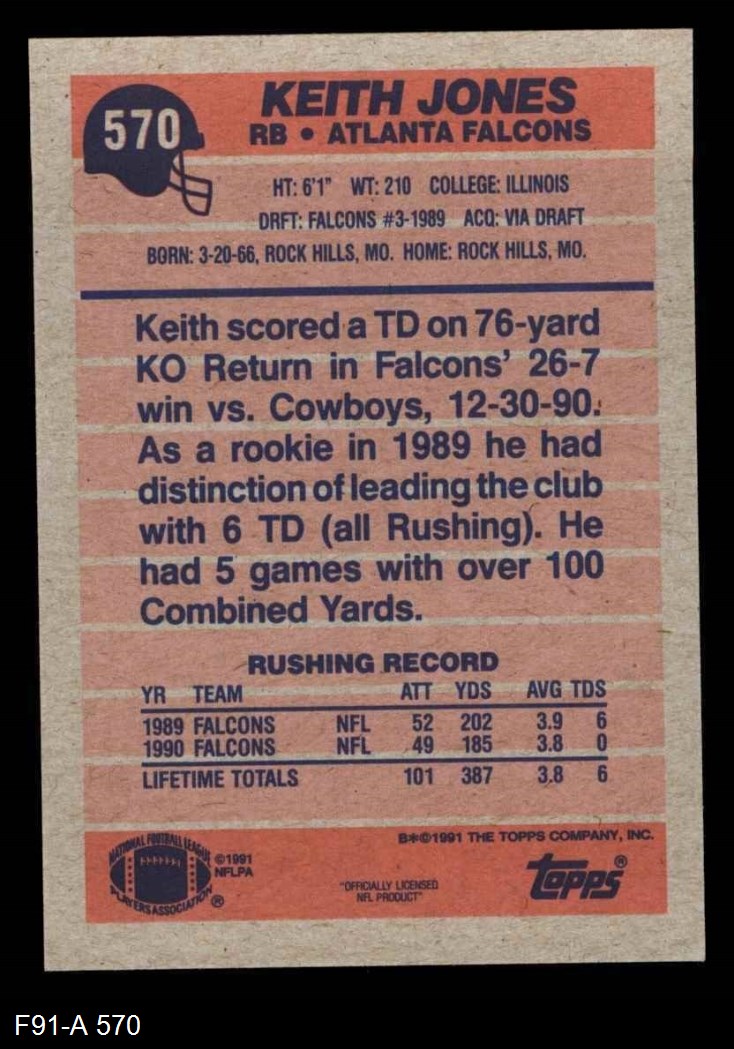 570
KEITH JONES
RB • ATLANTA FALCONS
HT: 6'1" WT: 210 COLLEGE: ILLINOIS
DRFT: FALCONS #3-1989 ACQ: VIA DRAFT
BORN: 3-20-66, ROCK HILLS, MO. HOME: ROCK HILLS, MO.
Keith scored a TD on 76-yard
KO Return in Falcons' 26-7
win vs. Cowboys, 12-30-90.
As a rookie in 1989 he had
distinction of leading the club
with 6 TD (all Rushing). He
had 5 games with over 100
Combined Yards.
RUSHING RECORD
YR TEAM ATT YDS AVG TDS
1989 FALCONS NFL 52 202 3.9 6
1990 FALCONS NFL 49 185 3.8 0
LIFETIME TOTALS 101 387 3.8 6
B*©1991 THE TOPPS COMPANY, INC.
NATIONAL FOOTBALL LEAGUE
PLAYERS ASSOCIATION ®
©1991
NFLPA
"OFFICIALLY LICENSED
NFL PRODUCT"
topps®
F91-A 570